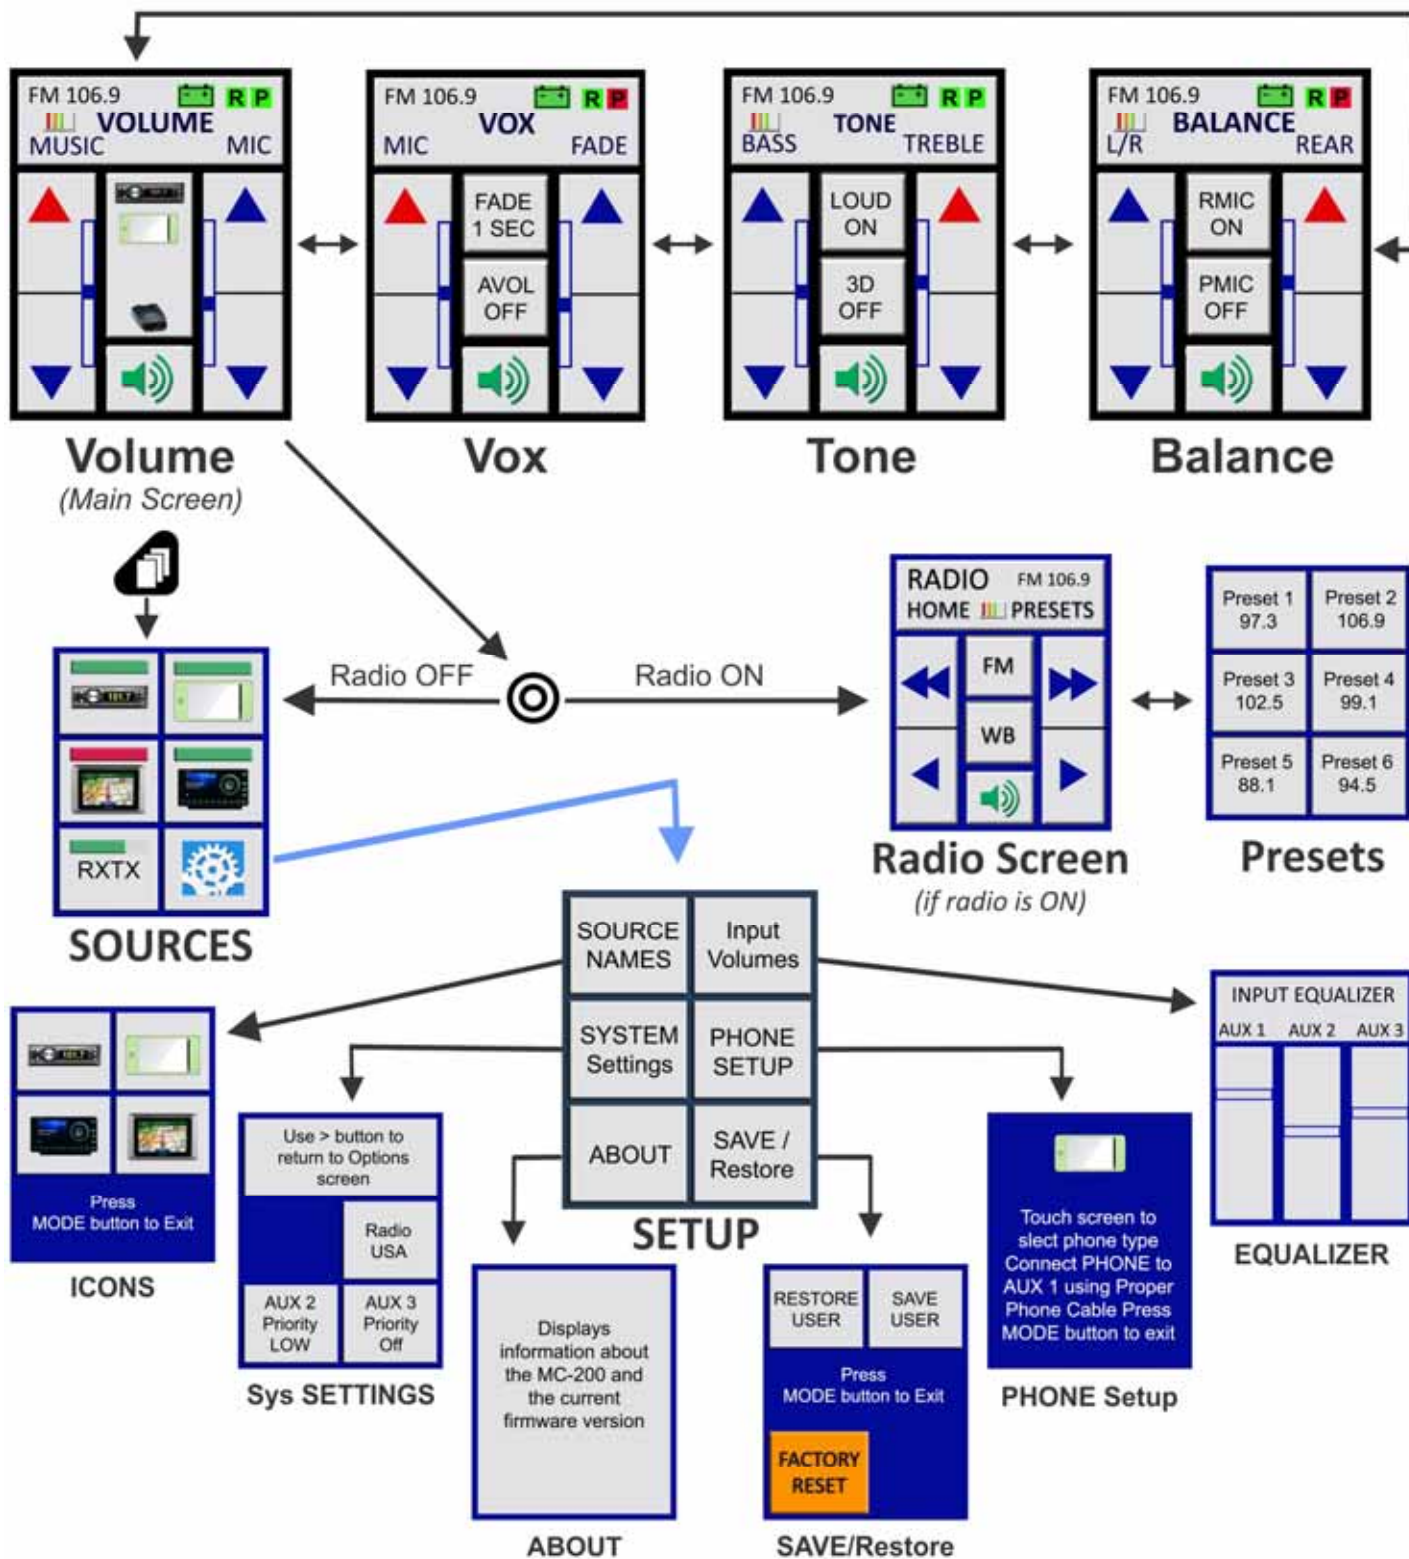 FM 106.9 R P
VOLUME
MUSIC MIC
FM 106.9 R P
VOX
MIC FADE
FADE
1 SEC
AVOL
OFF
FM 106.9 R P
TONE
BASS TREBLE
LOUD
ON
3D
OFF
FM 106.9 R P
BALANCE
L/R REAR
RMIC
ON
PMIC
OFF
Volume
(Main Screen)
Vox
Tone
Balance
Radio OFF
Radio ON
RXTX
SOURCES
RADIO FM 106.9
HOME PRESETS
FM
WB
Radio Screen
(if radio is ON)
Preset 1
97.3
Preset 2
106.9
Preset 3
102.5
Preset 4
99.1
Preset 5
88.1
Preset 6
94.5
Presets
SOURCE
NAMES
Input
Volumes
SYSTEM
Settings
PHONE
SETUP
ABOUT
SAVE /
Restore
SETUP
Press
MODE button to Exit
ICONS
Use > button to
return to Options
screen
Radio
USA
AUX 2
Priority
LOW
AUX 3
Priority
Off
Sys SETTINGS
Displays
information about
the MC-200 and
the current
firmware version
ABOUT
RESTORE
USER
SAVE
USER
Press
MODE button to Exit
FACTORY
RESET
SAVE/Restore
Touch screen to
slect phone type
Connect PHONE to
AUX 1 using Proper
Phone Cable Press
MODE button to exit
PHONE Setup
INPUT EQUALIZER
AUX 1 AUX 2 AUX 3
EQUALIZER